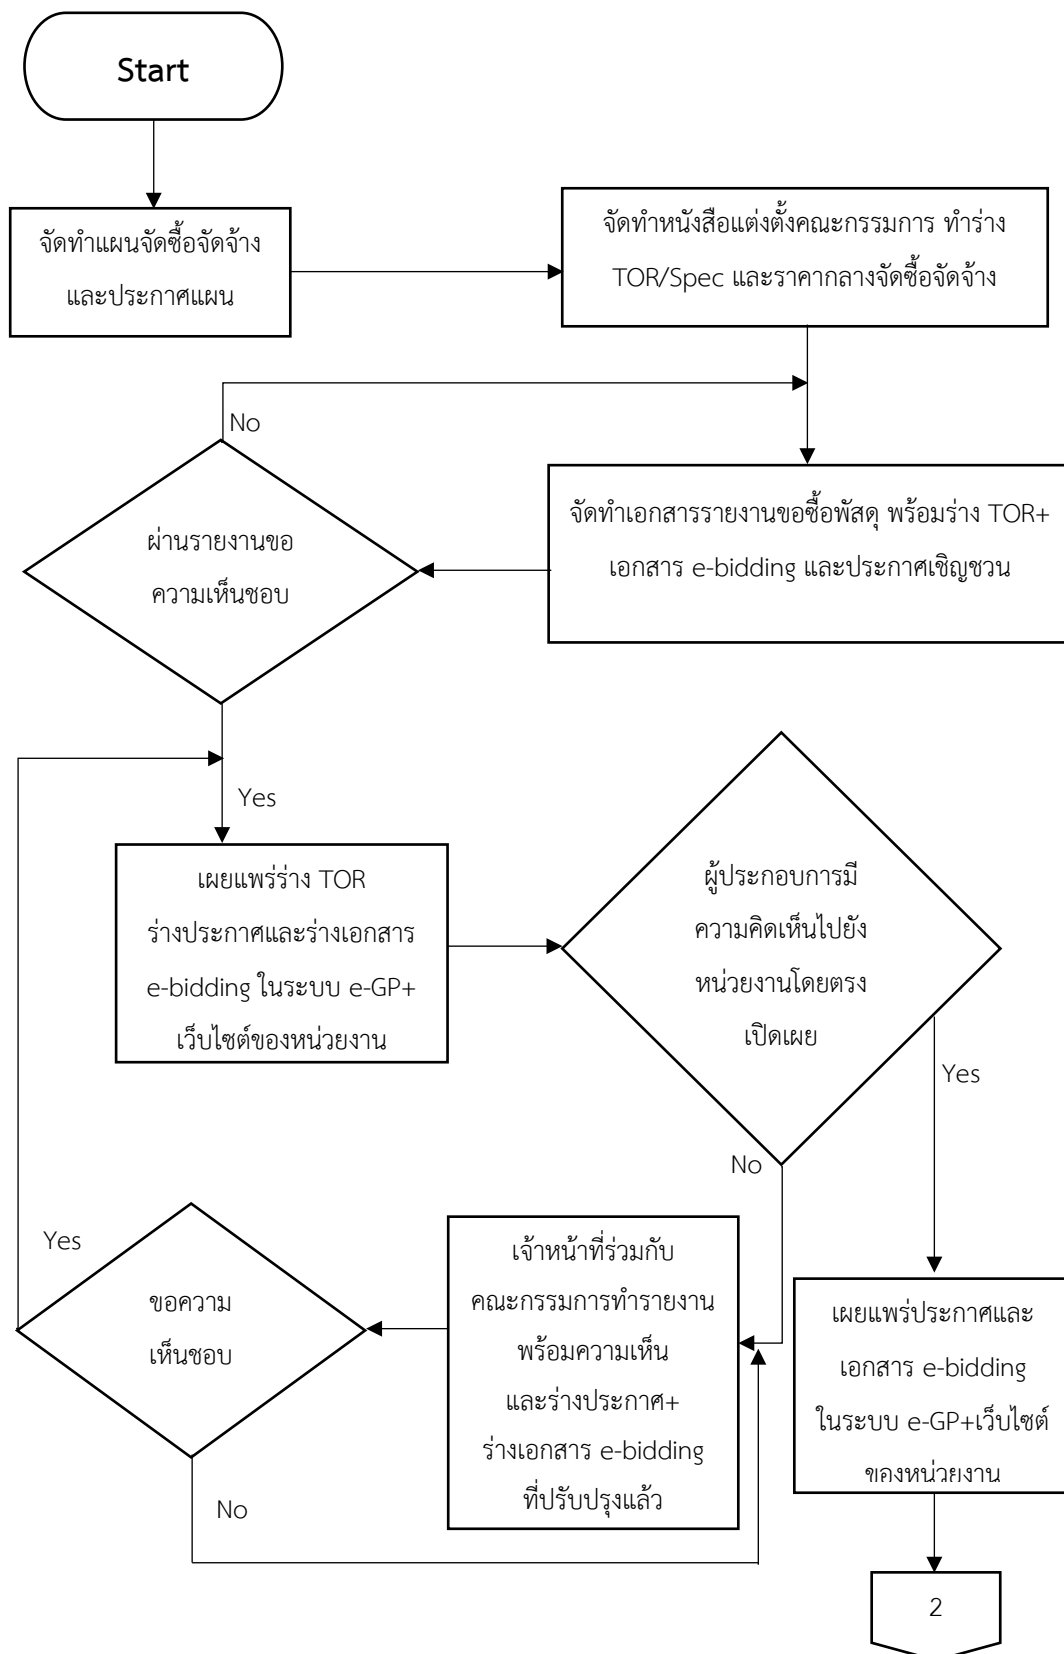 Start
จัดทำแผนจัดซื้อจัดจ้าง
และประกาศแผน
จัดทำหนังสือแต่งตั้งคณะกรรมการ ทำร่าง
TOR/Spec และราคากลางจัดซื้อจัดจ้าง
No
ผ่านรายงานขอ
ความเห็นชอบ
จัดทำเอกสารรายงานขอซื้อพัสดุ พร้อมร่าง TOR+
เอกสาร e-bidding และประกาศเชิญชวน
Yes
เผยแพร่ร่าง TOR
ร่างประกาศและร่างเอกสาร
e-bidding ในระบบ e-GP+
เว็บไซต์ของหน่วยงาน
ผู้ประกอบการมี
ความคิดเห็นไปยัง
หน่วยงานโดยตรง
เปิดเผย
Yes
No
Yes
ขอความ
เห็นชอบ
No
เจ้าหน้าที่ร่วมกับ
คณะกรรมการทำรายงาน
พร้อมความเห็น
และร่างประกาศ+
ร่างเอกสาร e-bidding
ที่ปรับปรุงแล้ว
เผยแพร่ประกาศและ
เอกสาร e-bidding
ในระบบ e-GP+เว็บไซต์
ของหน่วยงาน
2